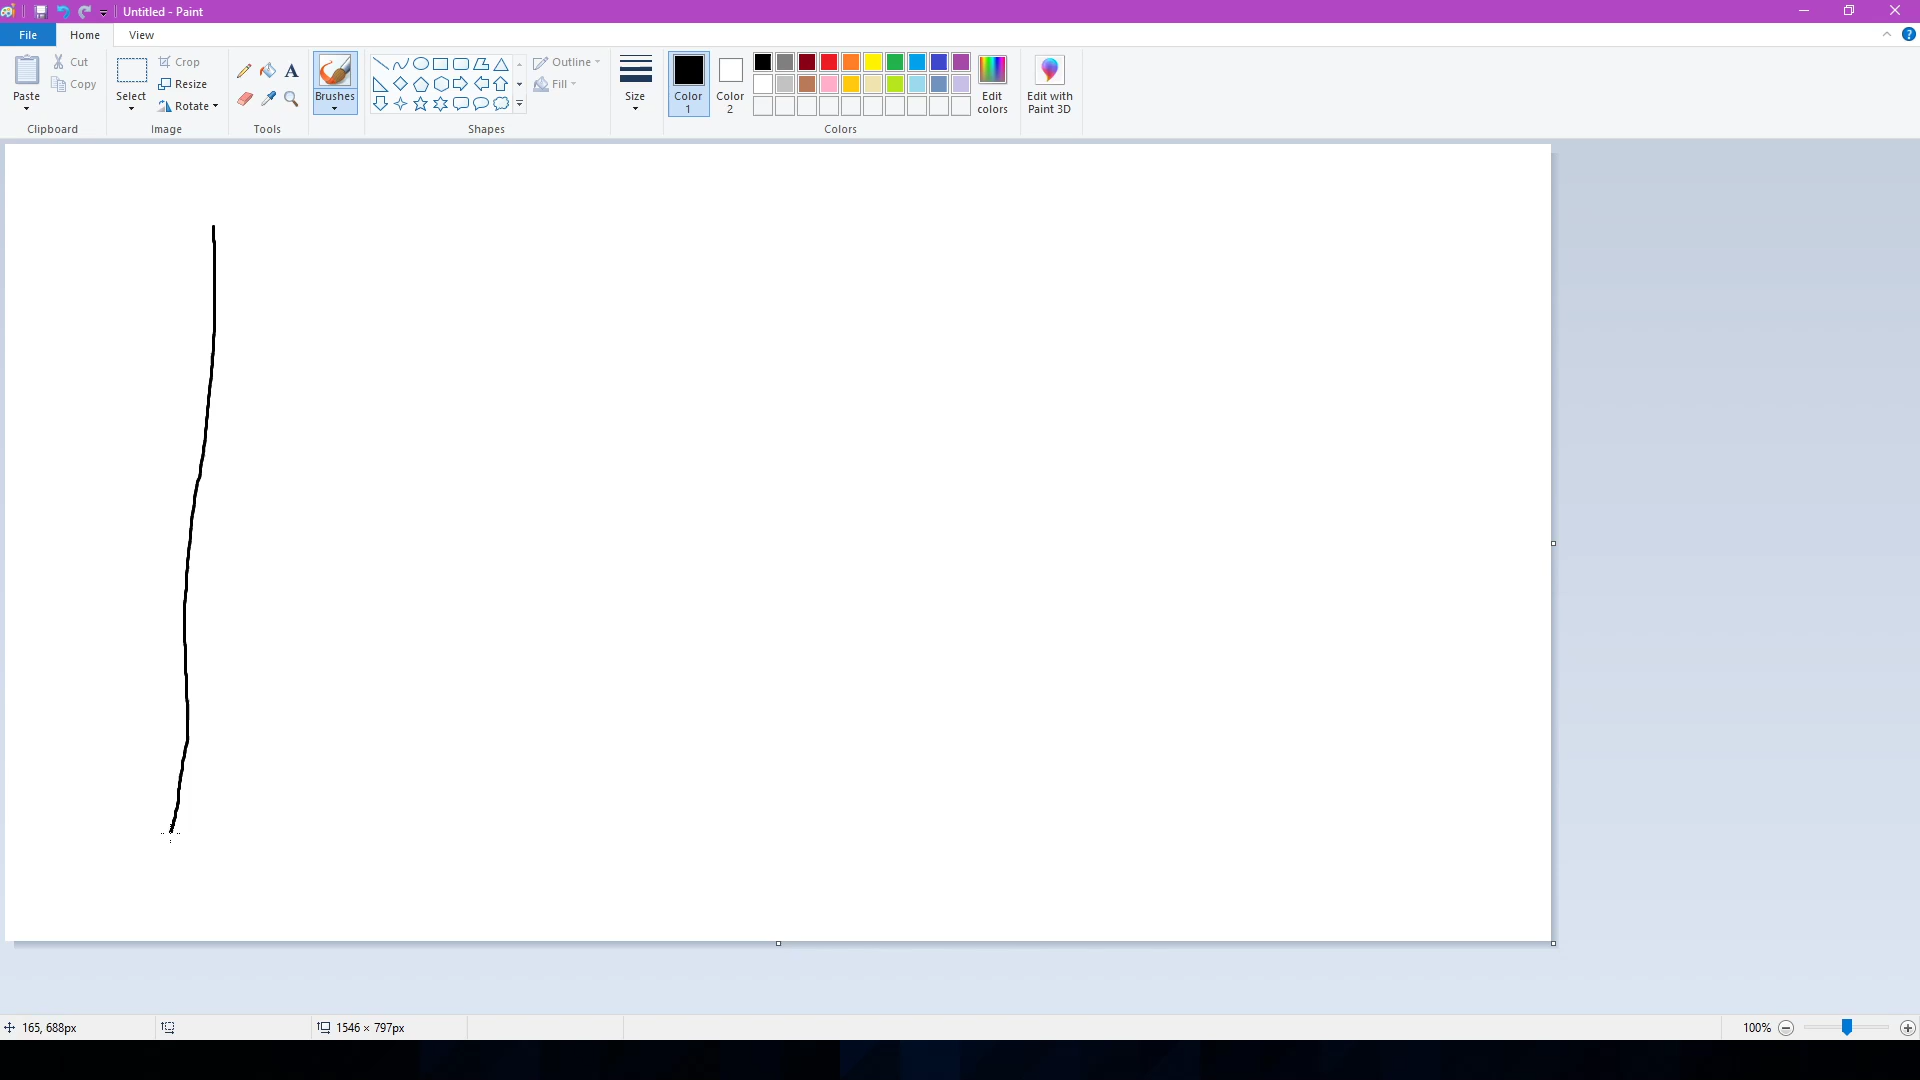 Untitled - Paint
File Home View
Paste Cut Copy Clipboard
Select Crop Resize Rotate Image
A Tools
Brushes
Outline Fill Shapes
Size
Color 1 Color 2
Edit colors Colors
Edit with Paint 3D
165, 688px 1546 × 797px 100%